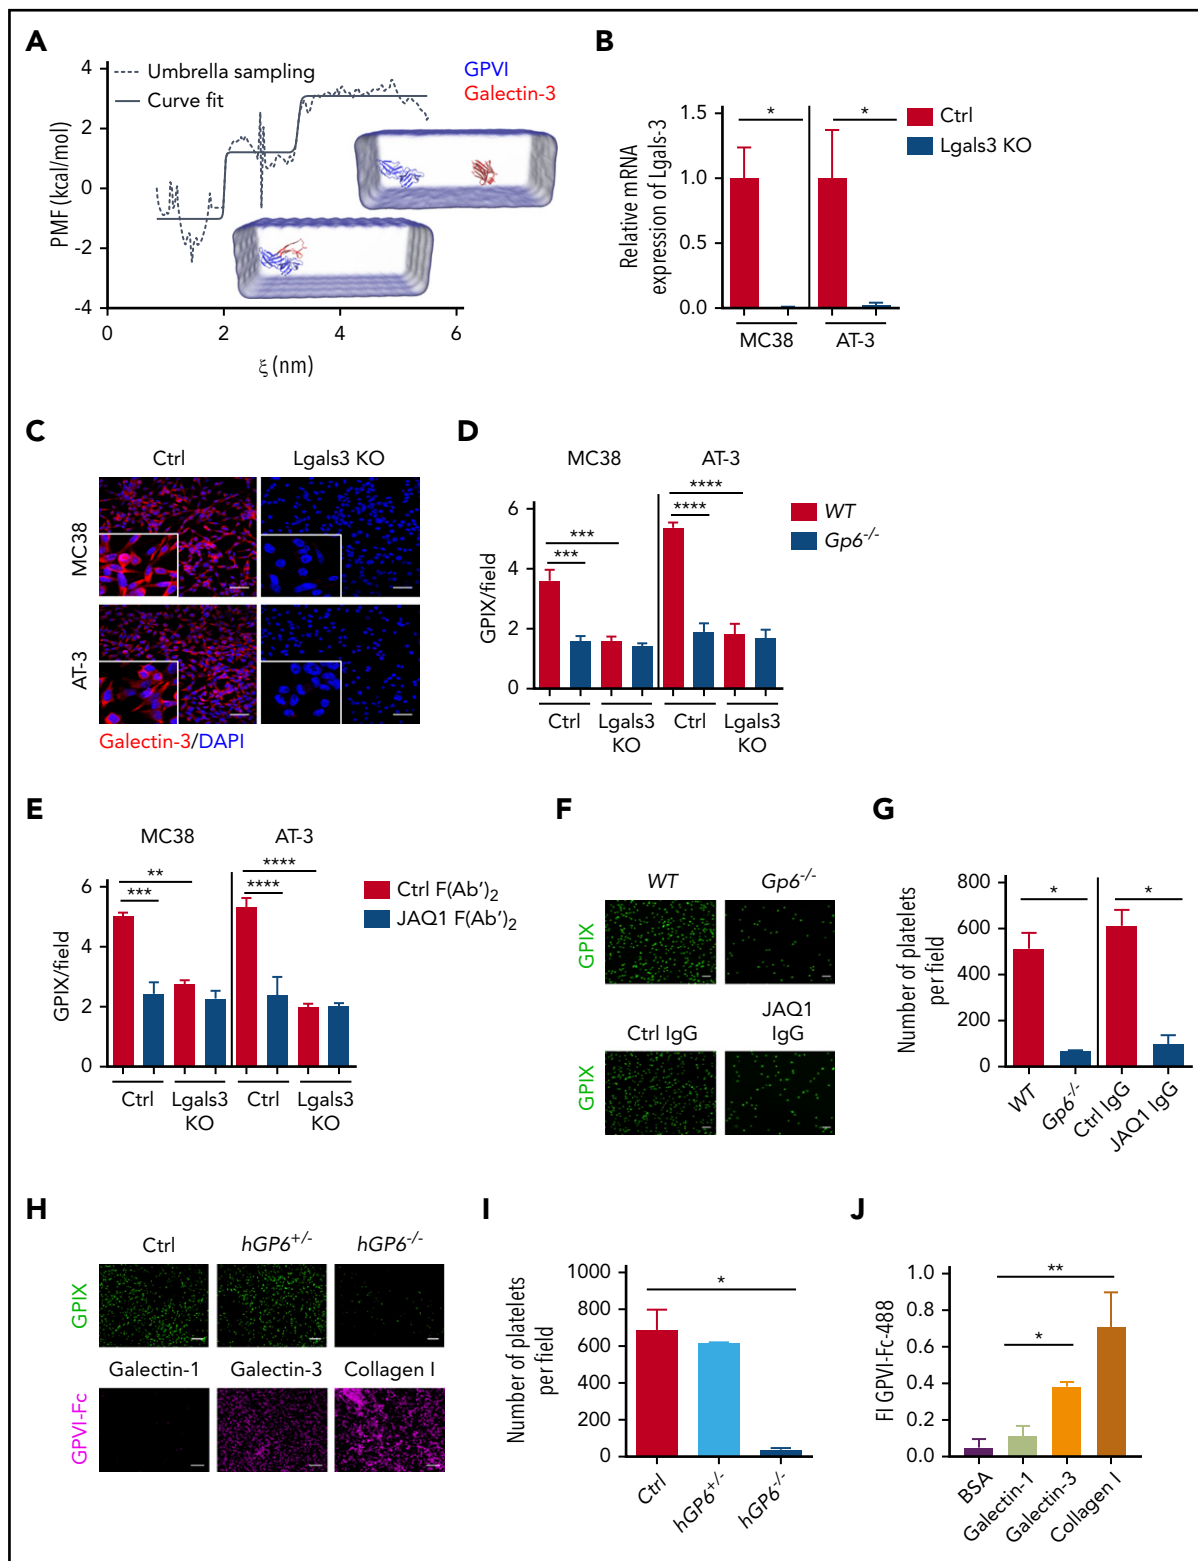 A
Umbrella sampling
Curve fit
GPVI
Galectin-3
4
2
0
-2
-4
PMF (kcal/mol)
0 2 4 6
ξ (nm)
B
Relative mRNA
expression of Lgals-3
1.5
1.0
0.5
0.0
* *
Ctrl
Lgals3 KO
MC38 AT-3
C
Ctrl Lgals3 KO
MC38
AT-3
Galectin-3/DAPI
D
MC38 AT-3
GPIX/field
6
4
2
0
***
***
****
****
WT
Gp6-/-
Ctrl Lgals3 KO Ctrl Lgals3 KO
E
MC38 AT-3
GPIX/field
6
4
2
0
**
***
****
****
Ctrl F(Ab')2
JAQ1 F(Ab')2
Ctrl Lgals3 KO Ctrl Lgals3 KO
F
WT Gp6-/-
GPIX
Ctrl IgG JAQ1 IgG
GPIX
G
Number of platelets
per field
800
600
400
200
0
* *
WT
Gp6-/-
Ctrl IgG
JAQ1 IgG
H
Ctrl hGP6+/- hGP6-/-
GPIX
Galectin-1 Galectin-3 Collagen I
GPVI-Fc
I
Number of platelets
per field
1000
800
600
400
200
0
*
Ctrl
hGP6+/-
hGP6-/-
J
FI GPVI-Fc-488
1.0
0.8
0.6
0.4
0.2
0.0
**
*
BSA
Galectin-1
Galectin-3
Collagen I